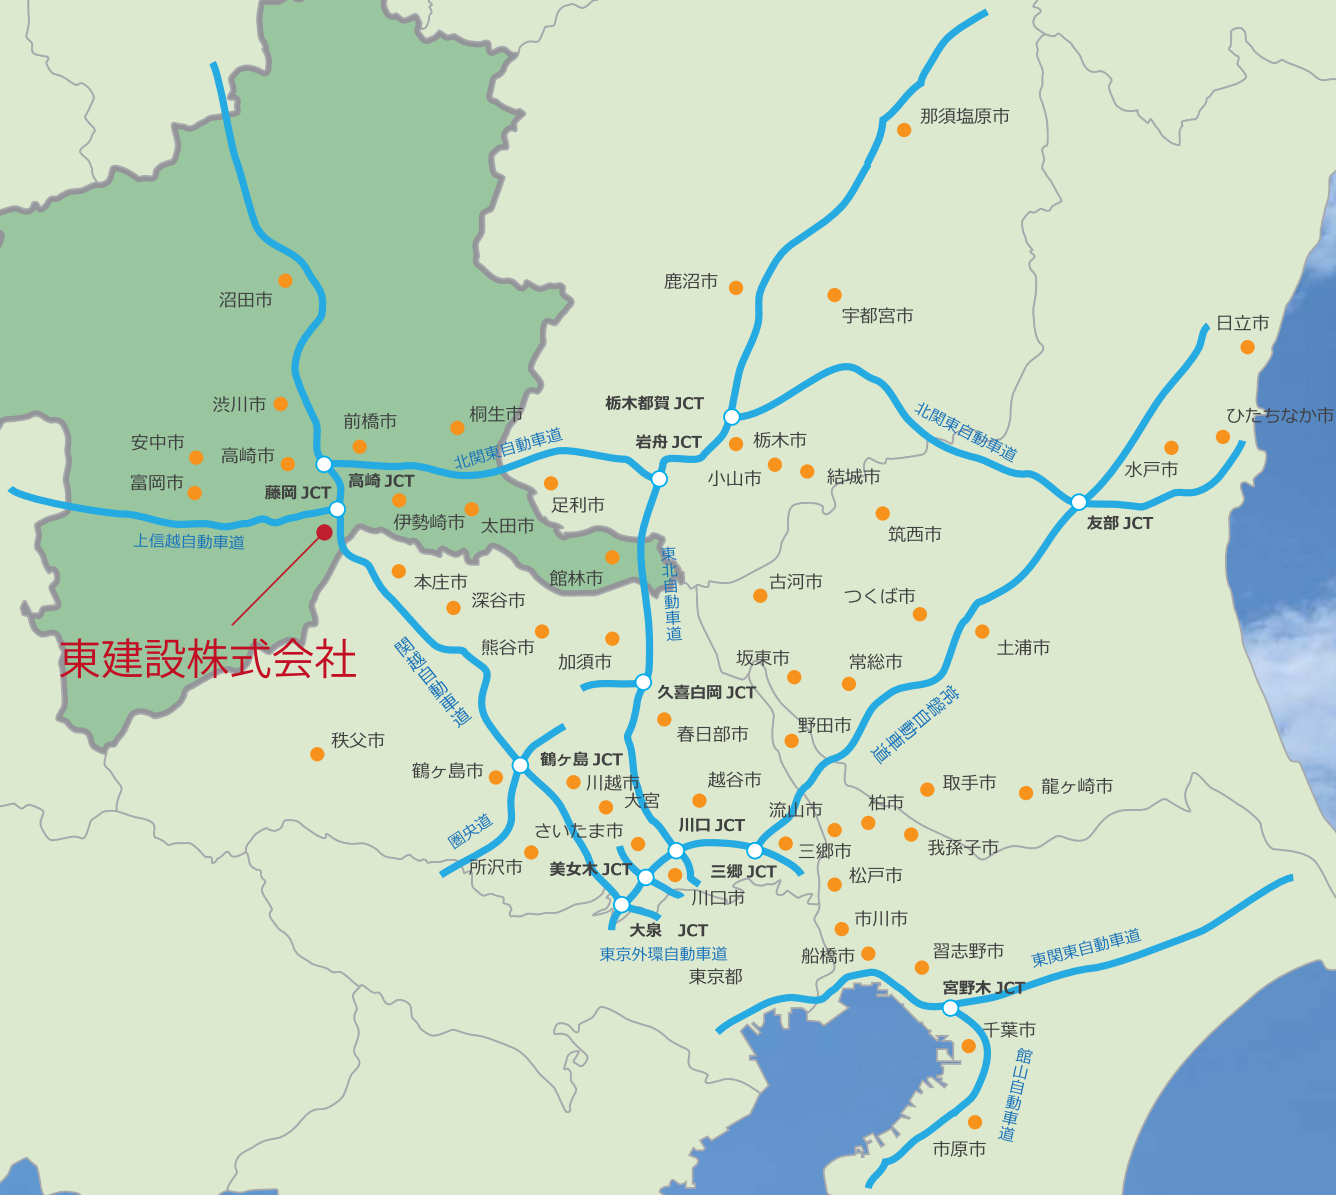 那須塩原市
鹿沼市
沼田市
宇都宮市
日立市
渋川市
前橋市
桐生市
栃木都賀 JCT
北関東自動車道
ひたちなか市
安中市
高崎市
北関東自動車道
岩舟 JCT
栃木市
水戸市
富岡市
藤岡 JCT
高崎 JCT
小山市
結城市
足利市
伊勢崎市
太田市
友部 JCT
筑西市
上信越自動車道
東北自動車道
本庄市
館林市
古河市
深谷市
つくば市
東建設株式会社
熊谷市
加須市
土浦市
関越自動車道
坂東市
常総市
久喜白岡 JCT
常磐自動車道
春日部市
野田市
秩父市
鶴ヶ島 JCT
鶴ヶ島市
川越市
越谷市
取手市
龍ヶ崎市
大宮
柏市
流山市
川口 JCT
圏央道
さいたま市
三郷市
我孫子市
所沢市
美女木 JCT
三郷 JCT
松戸市
川口市
市川市
大泉　JCT
東京外環自動車道
船橋市
習志野市
東関東自動車道
東京都
宮野木 JCT
千葉市
館山自動車道
市原市